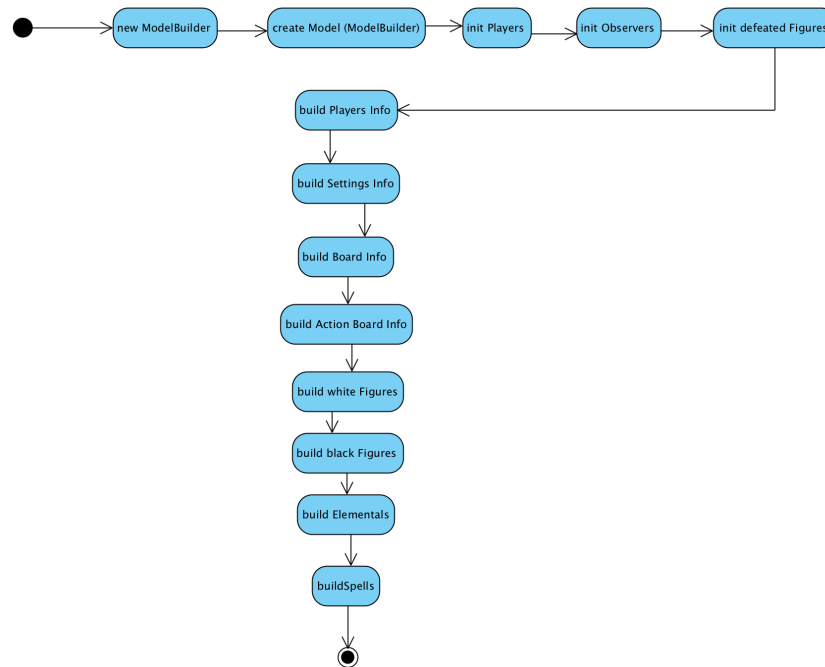 new ModelBuilder
create Model (ModelBuilder)
init Players
init Observers
init defeated Figures
build Players Info
build Settings Info
build Board Info
build Action Board Info
build white Figures
build black Figures
build Elementals
buildSpells